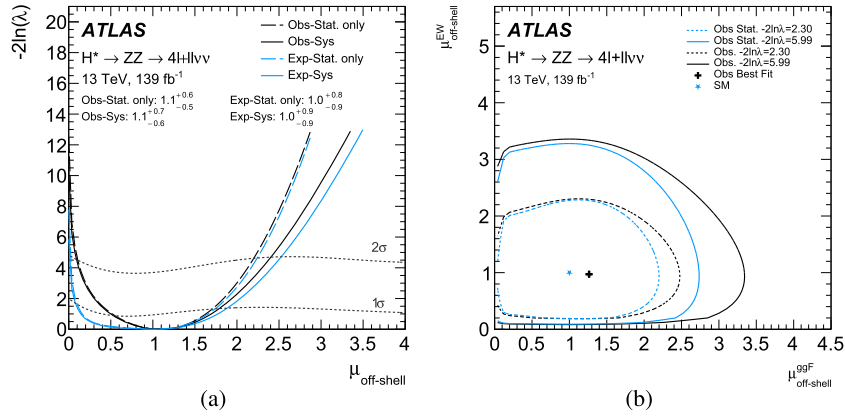 -2ln(λ)
20
18
16
14
12
10
8
6
4
2
0
ATLAS
H* → ZZ → 4l+llνν
13 TeV, 139 fb⁻¹
Obs-Stat. only
Obs-Sys
Exp-Stat. only
Exp-Sys
Obs-Stat. only: 1.1 +0.6 -0.5
Exp-Stat. only: 1.0 +0.8 -0.9
Obs-Sys: 1.1 +0.7 -0.6
Exp-Sys: 1.0 +0.9 -0.9
2σ
1σ
0 0.5 1 1.5 2 2.5 3 3.5 4
μ off-shell
(a)
μ EW off-shell
5
4
3
2
1
0
ATLAS
H* → ZZ → 4l+llνν
13 TeV, 139 fb⁻¹
Obs Stat. -2lnλ=2.30
Obs Stat. -2lnλ=5.99
Obs. -2lnλ=2.30
Obs. -2lnλ=5.99
Obs Best Fit
SM
0 0.5 1 1.5 2 2.5 3 3.5 4 4.5
μ ggF off-shell
(b)